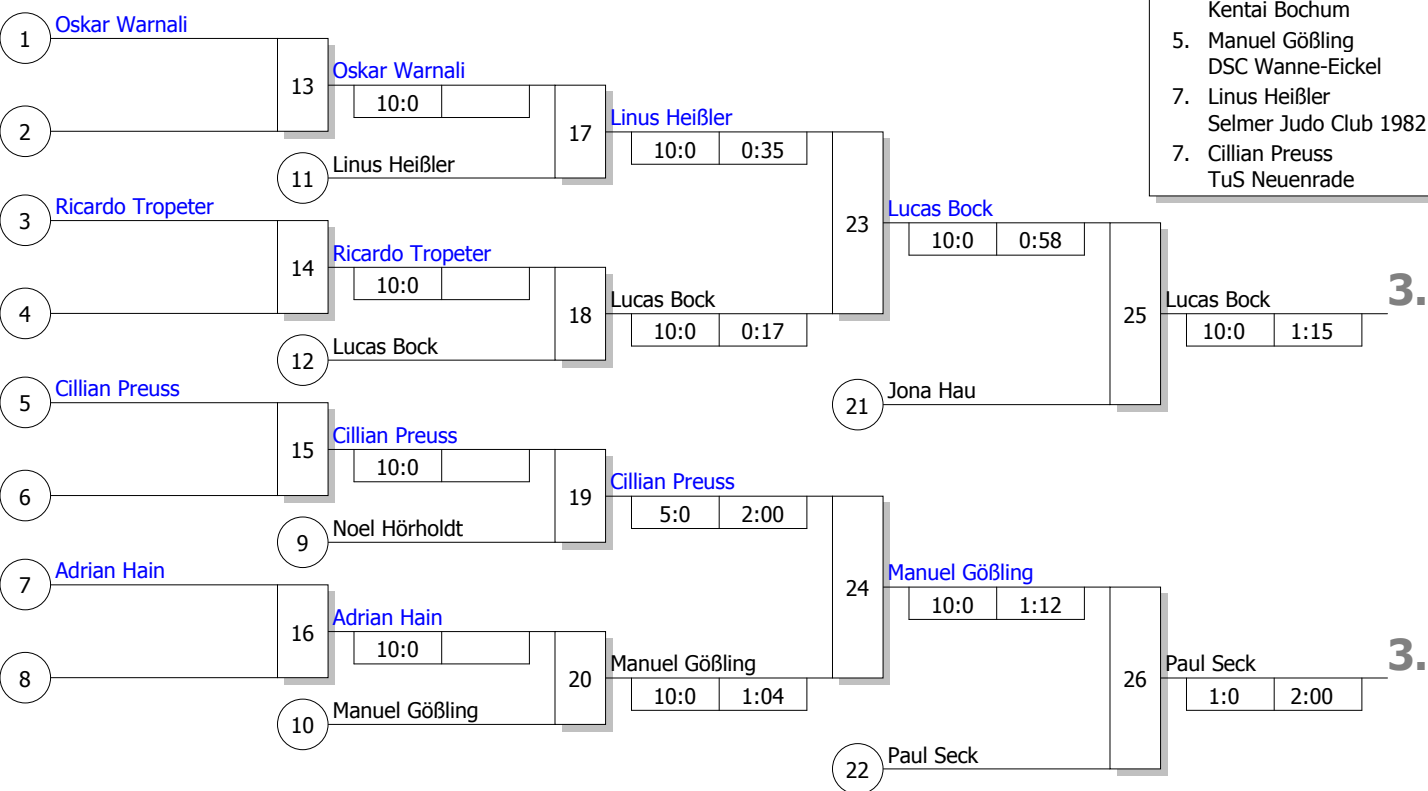 Kentai Bochum
5. Manuel Gößling
DSC Wanne-Eickel
7. Linus Heißler
Selmer Judo Club 1982
7. Cillian Preuss
TuS Neuenrade
1 Oskar Warnali
13
Oskar Warnali
10:0
2
17
Linus Heißler
10:0 0:35
11 Linus Heißler
3 Ricardo Tropeter
23
Lucas Bock
10:0 0:58
14
Ricardo Tropeter
10:0
4
18
Lucas Bock
10:0 0:17
25
Lucas Bock 3.
10:0 1:15
12 Lucas Bock
5 Cillian Preuss
21 Jona Hau
15
Cillian Preuss
10:0
6
19
Cillian Preuss
5:0 2:00
9 Noel Hörholdt
7 Adrian Hain
24
Manuel Gößling
10:0 1:12
16
Adrian Hain
10:0
8
20
Manuel Gößling
10:0 1:04
26
Paul Seck 3.
1:0 2:00
10 Manuel Gößling
22 Paul Seck